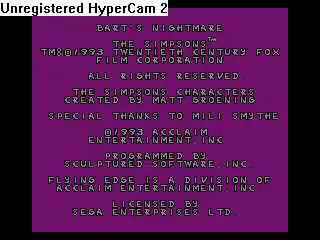 Unregistered HyperCam 2
BART'S NIGHTMARE
THE SIMPSONS™
TM&©1993 TWENTIETH CENTURY FOX
FILM CORPORATION.
ALL RIGHTS RESERVED.
THE SIMPSONS CHARACTERS
CREATED BY MATT GROENING
SPECIAL THANKS TO MILI SMYTHE
©1993 ACCLAIM
ENTERTAINMENT, INC.
PROGRAMMED BY
SCULPTURED SOFTWARE, INC.
FLYING EDGE IS A DIVISION OF
ACCLAIM ENTERTAINMENT, INC.
LICENSED BY
SEGA ENTERPRISES LTD.